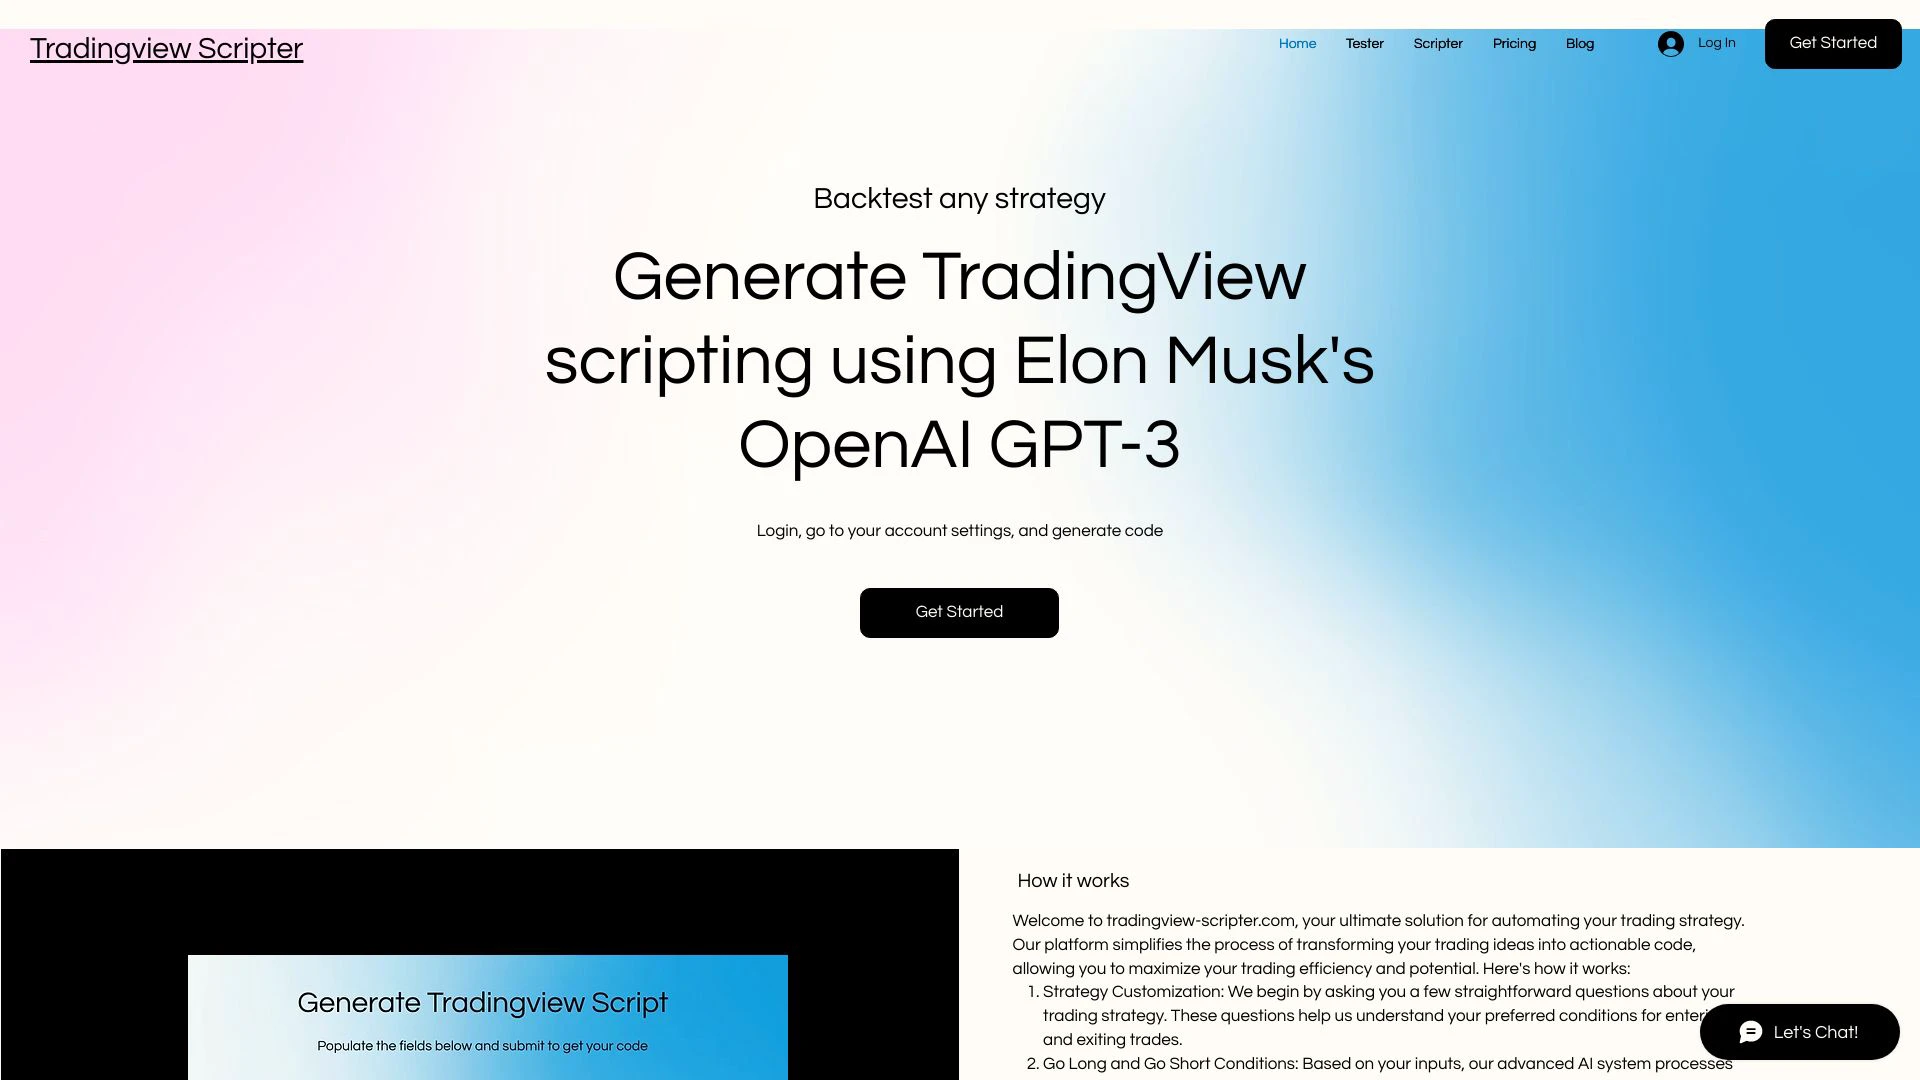 Tradingview Scripter
Home
Tester
Scripter
Pricing
Blog
Log In
Get Started
Backtest any strategy
Generate TradingView
scripting using Elon Musk's
OpenAI GPT-3
Login, go to your account settings, and generate code
Get Started
Generate Tradingview Script
Populate the fields below and submit to get your code
How it works
Welcome to tradingview-scripter.com, your ultimate solution for automating your trading strategy.
Our platform simplifies the process of transforming your trading ideas into actionable code,
allowing you to maximize your trading efficiency and potential. Here's how it works:
1. Strategy Customization: We begin by asking you a few straightforward questions about your
trading strategy. These questions help us understand your preferred conditions for
and exiting trades.
2. Go Long and Go Short Conditions: Based on your inputs, our advanced AI system processes
Let's Chat!